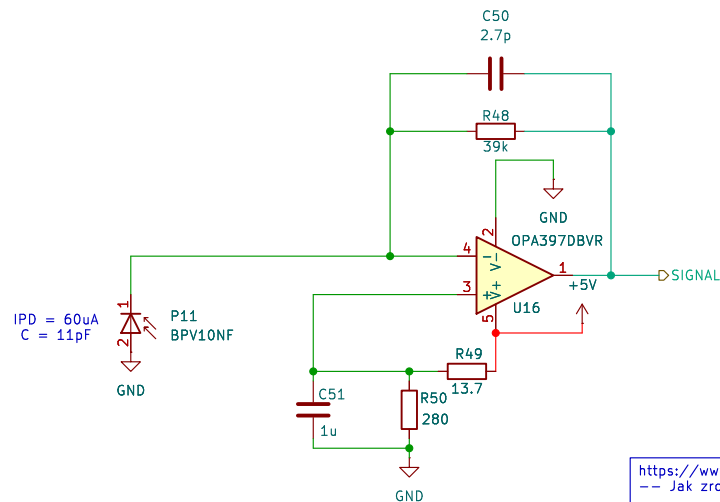 C50
2.7p
R48
39k
GND
2
OPA397DBVR
4
V-
1
SIGNAL
3
V+
+5V
U16
5
1
IPD = 60uA
C = 11pF
P11
BPV10NF
2
GND
R49
13.7
C51
1u
R50
280
GND
https://ww
-- Jak zro